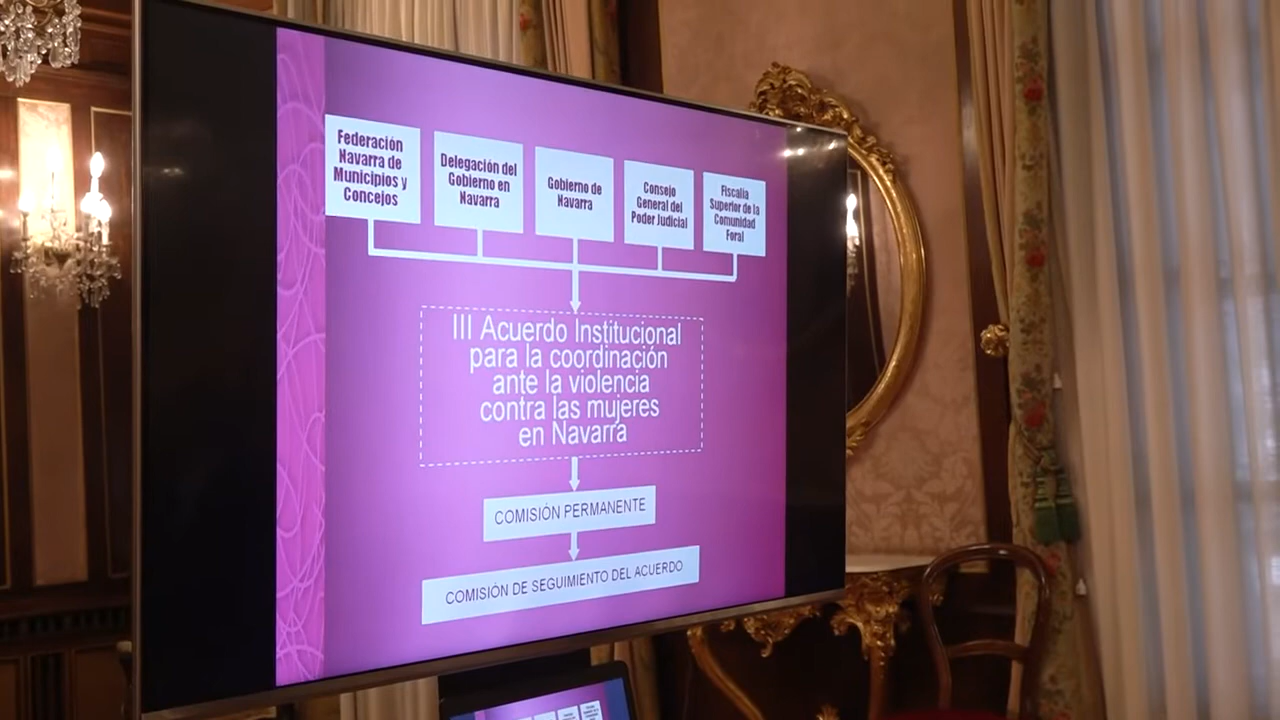 Federación
Navarra de
Municipios y
Concejos
Delegación del
Gobierno en
Navarra
Gobierno de
Navarra
Consejo
General del
Poder Judicial
Fiscalía
Superior de la
Comunidad
Foral
III Acuerdo Institucional
para la coordinación
ante la violencia
contra las mujeres
en Navarra
COMISIÓN PERMANENTE
COMISIÓN DE SEGUIMIENTO DEL ACUERDO